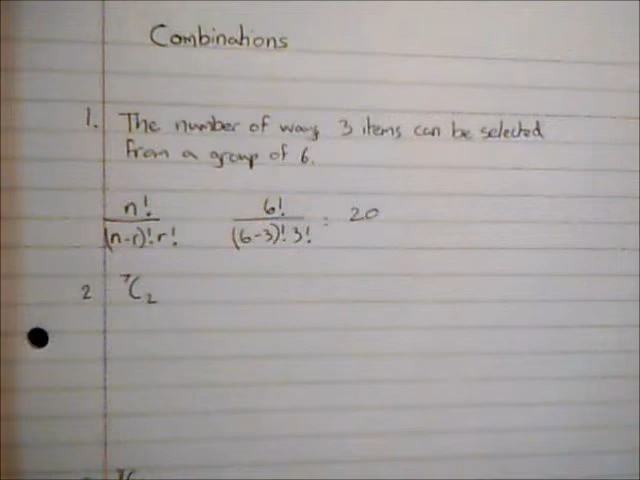 Combinations
1. The number of ways 3 items can be selected
from a group of 6.
n!/(n-r)!r! 6!/(6-3)!3! = 20
2 ⁷C₂